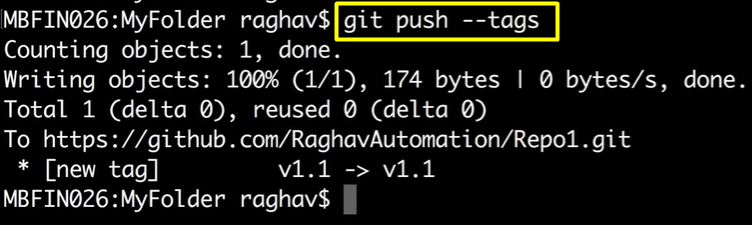 MBFIN026:MyFolder raghav$ git push --tags
Counting objects: 1, done.
Writing objects: 100% (1/1), 174 bytes | 0 bytes/s, done.
Total 1 (delta 0), reused 0 (delta 0)
To https://github.com/RaghavAutomation/Repo1.git
 * [new tag]         v1.1 -> v1.1
MBFIN026:MyFolder raghav$